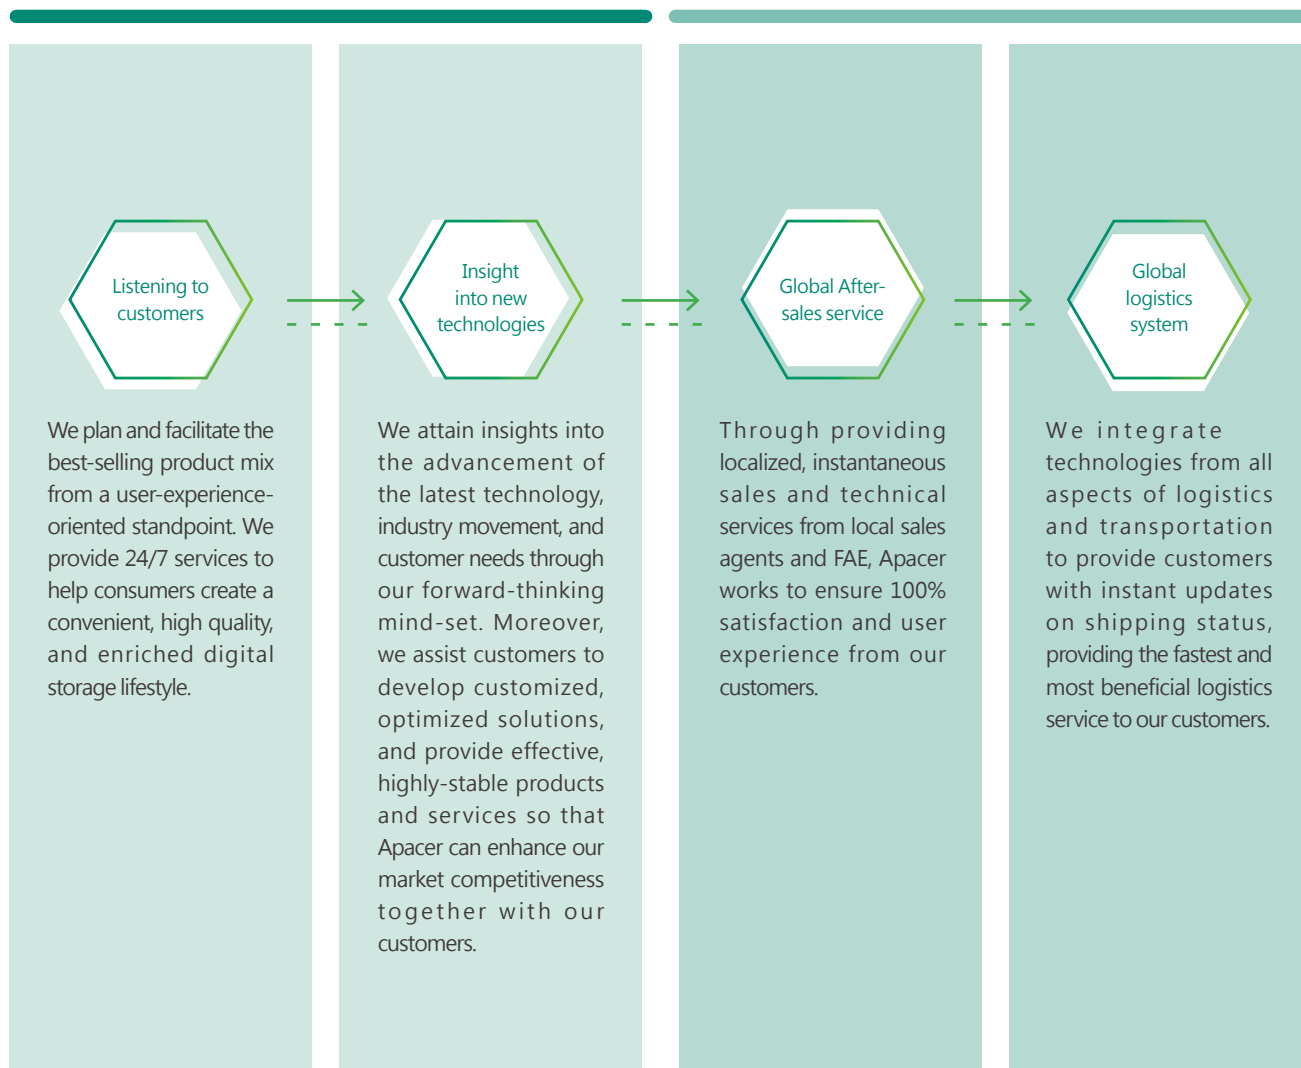 Listening to
customers
We plan and facilitate the
best-selling product mix
from a user-experience-
oriented standpoint. We
provide 24/7 services to
help consumers create a
convenient, high quality,
and enriched digital
storage lifestyle.
Insight
into new
technologies
We attain insights into
the advancement of
the latest technology,
industry movement, and
customer needs through
our forward-thinking
mind-set. Moreover,
we assist customers to
develop customized,
optimized solutions,
and provide effective,
highly-stable products
and services so that
Apacer can enhance our
market competitiveness
together with our
customers.
Global After-
sales service
Through providing
localized, instantaneous
sales and technical
services from local sales
agents and FAE, Apacer
works to ensure 100%
satisfaction and user
experience from our
customers.
Global
logistics
system
We integrate
technologies from all
aspects of logistics
and transportation
to provide customers
with instant updates
on shipping status,
providing the fastest and
most beneficial logistics
service to our customers.